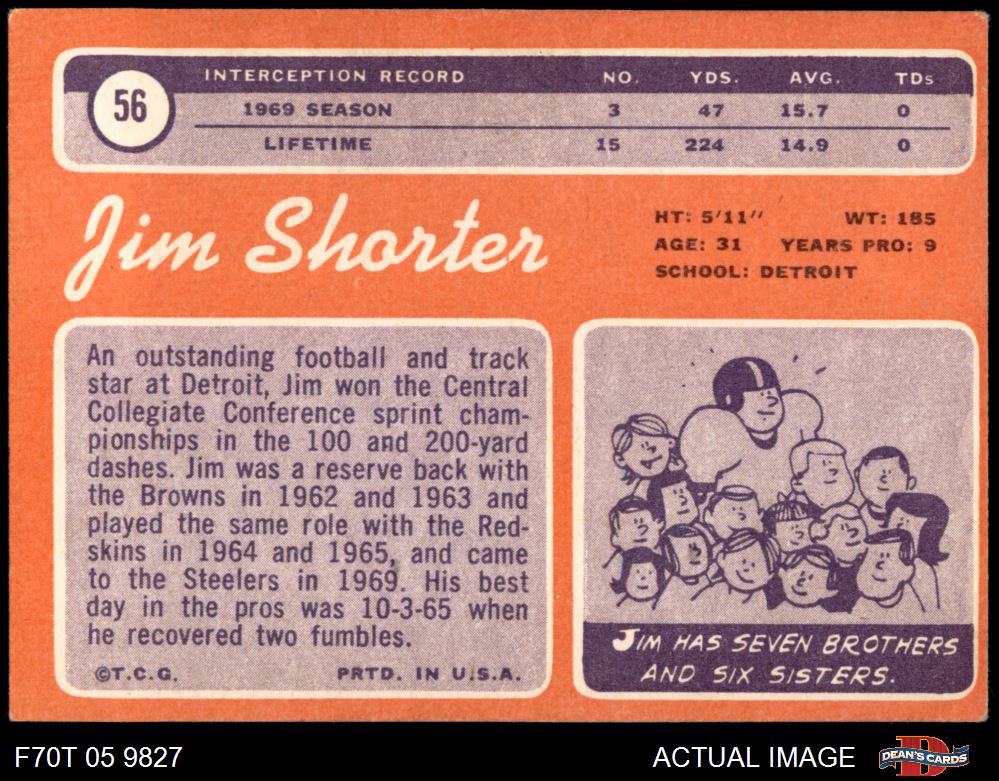 56
INTERCEPTION RECORD NO. YDS. AVG. TDs
1969 SEASON 3 47 15.7 0
LIFETIME 15 224 14.9 0
Jim Shorter
HT: 5'11" WT: 185
AGE: 31 YEARS PRO: 9
SCHOOL: DETROIT
An outstanding football and track
star at Detroit, Jim won the Central
Collegiate Conference sprint cham-
pionships in the 100 and 200-yard
dashes. Jim was a reserve back with
the Browns in 1962 and 1963 and
played the same role with the Red-
skins in 1964 and 1965, and came
to the Steelers in 1969. His best
day in the pros was 10-3-65 when
he recovered two fumbles.
©T.C.G. PRTD. IN U.S.A.
JIM HAS SEVEN BROTHERS
AND SIX SISTERS.
F70T 05 9827 ACTUAL IMAGE DEAN'S CARDS